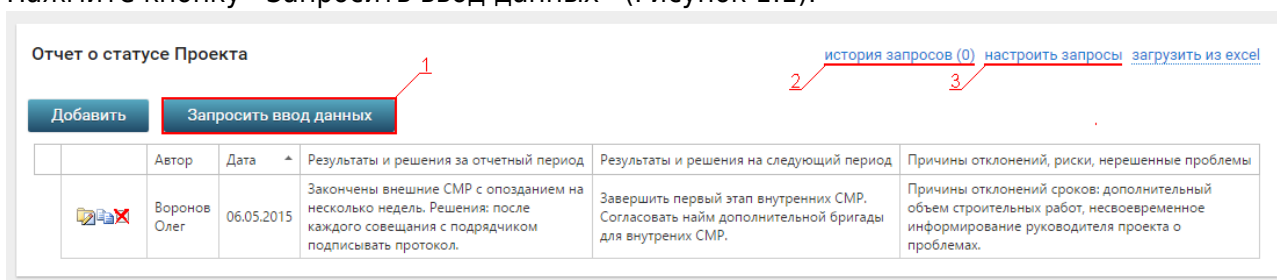 Нажмите кнопку "Запросить ввод данных" (Рисунок
Отчет о статусе Проекта
история запросов (0) настроить запросы загрузить из excel
1
2
3
Добавить
Запросить ввод данных
Автор
Дата
Результаты и решения за отчетный период
Результаты и решения на следующий период
Причины отклонений, риски, нерешенные проблемы
Воронов
Олег
06.05.2015
Закончены внешние СМР с опозданием на
несколько недель. Решения: после
каждого совещания с подрядчиком
подписывать протокол.
Завершить первый этап внутренних СМР.
Согласовать найм дополнительной бригады
для внутрених СМР.
Причины отклонений сроков: дополнительный
объем строительных работ, несвоевременное
информирование руководителя проекта о
проблемах.